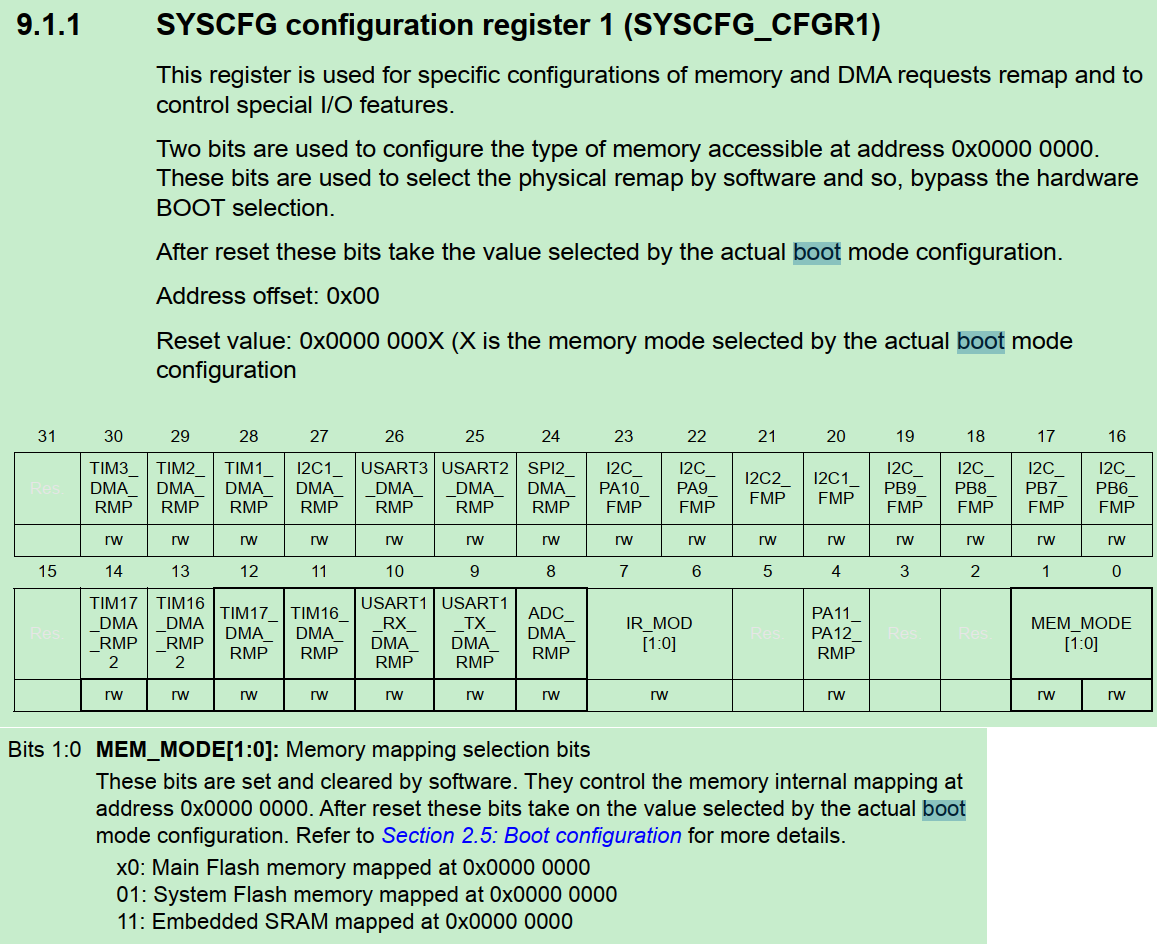 9.1.1 SYSCFG configuration register 1 (SYSCFG_CFGR1)
This register is used for specific configurations of memory and DMA requests remap and to
control special I/O features.
Two bits are used to configure the type of memory accessible at address 0x0000 0000.
These bits are used to select the physical remap by software and so, bypass the hardware
BOOT selection.
After reset these bits take the value selected by the actual boot mode configuration.
Address offset: 0x00
Reset value: 0x0000 000X (X is the memory mode selected by the actual boot mode
configuration
31 30 29 28 27 26 25 24 23 22 21 20 19 18 17 16
Res. TIM3_DMA_RMP TIM2_DMA_RMP TIM1_DMA_RMP I2C1_DMA_RMP USART3_DMA_RMP USART2_DMA_RMP SPI2_DMA_RMP I2C_PA10_FMP I2C_PA9_FMP I2C2_FMP I2C1_FMP I2C_PB9_FMP I2C_PB8_FMP I2C_PB7_FMP I2C_PB6_FMP
rw rw rw rw rw rw rw rw rw rw rw rw rw rw rw
15 14 13 12 11 10 9 8 7 6 5 4 3 2 1 0
Res. TIM17_DMA_RMP2 TIM16_DMA_RMP2 TIM17_DMA_RMP TIM16_DMA_RMP USART1_RX_DMA_RMP USART1_TX_DMA_RMP ADC_DMA_RMP IR_MOD [1:0] Res. PA11_PA12_RMP Res. Res. MEM_MODE [1:0]
rw rw rw rw rw rw rw rw rw rw rw
Bits 1:0 MEM_MODE[1:0]: Memory mapping selection bits
These bits are set and cleared by software. They control the memory internal mapping at
address 0x0000 0000. After reset these bits take on the value selected by the actual boot
mode configuration. Refer to Section 2.5: Boot configuration for more details.
x0: Main Flash memory mapped at 0x0000 0000
01: System Flash memory mapped at 0x0000 0000
11: Embedded SRAM mapped at 0x0000 0000